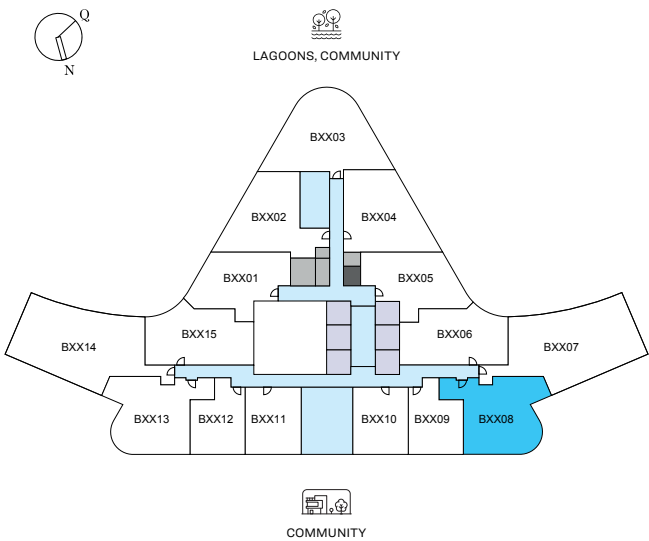 Q
N
LAGOONS, COMMUNITY
BXX03
BXX02
BXX04
BXX01
BXX05
BXX15
BXX06
BXX14
BXX07
BXX13
BXX12
BXX11
BXX10
BXX09
BXX08
COMMUNITY